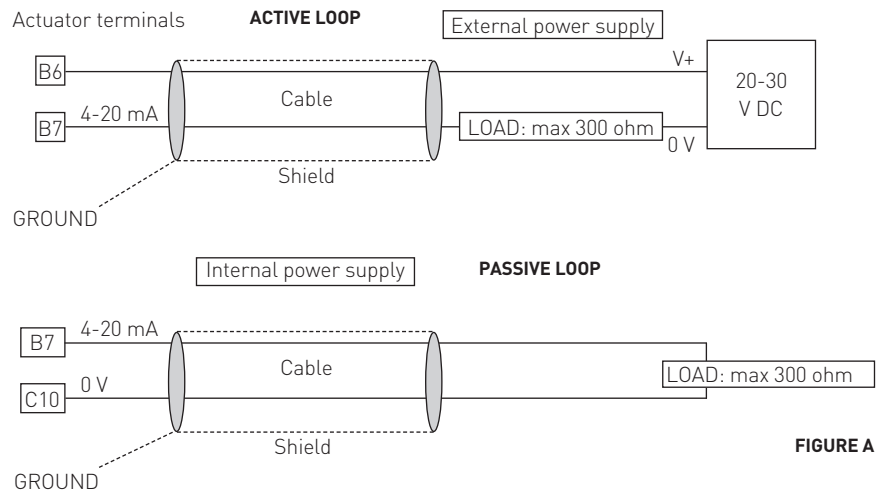 Actuator terminals
ACTIVE LOOP
External power supply
B6
V+
20-30
V DC
Cable
B7
4-20 mA
LOAD: max 300 ohm
0 V
Shield
GROUND
Internal power supply
PASSIVE LOOP
B7
4-20 mA
Cable
LOAD: max 300 ohm
C10
0 V
Shield
FIGURE A
GROUND